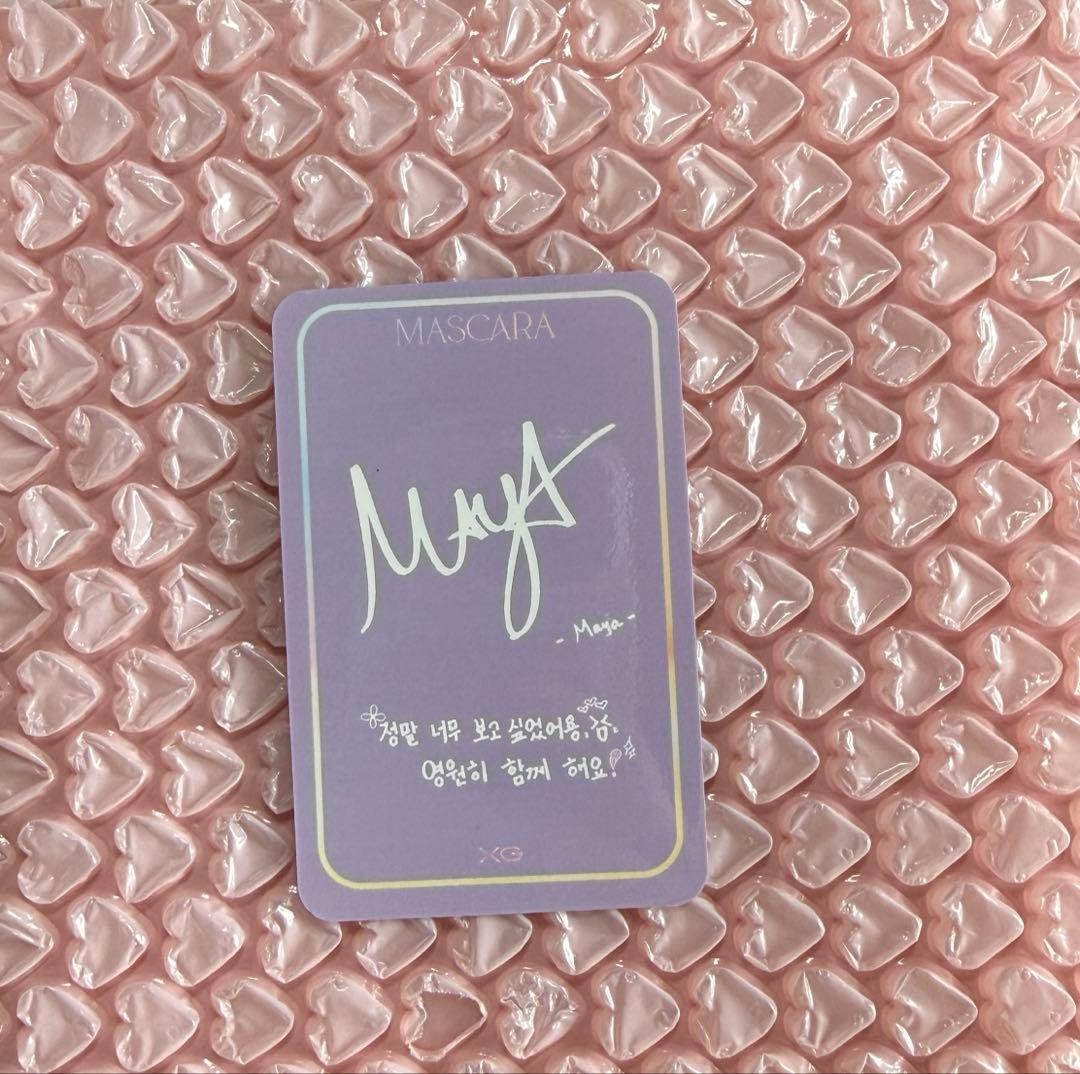 MASCARA
Maya
- Maya -
정말 너무 보고 싶었어용
영원히 함께 해요!
XG